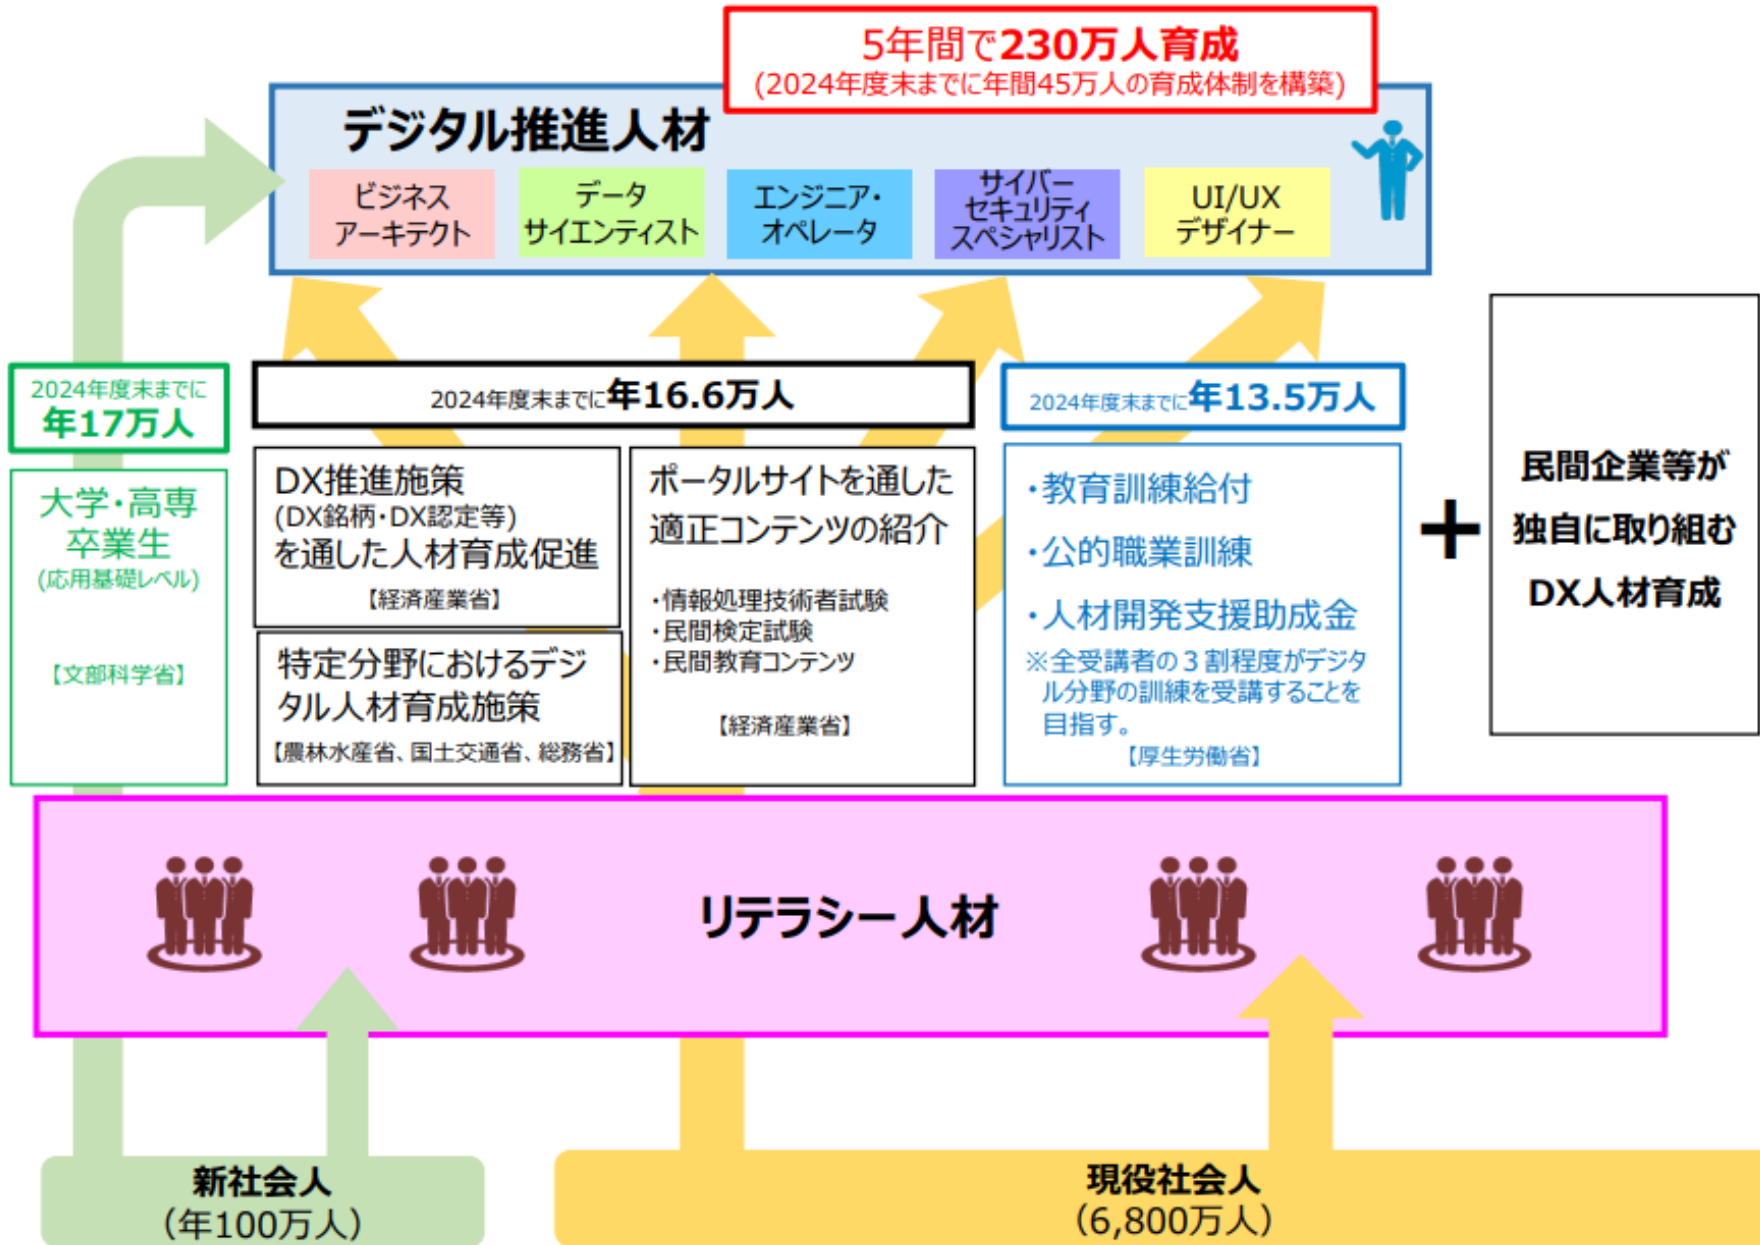 5年間で230万人育成
(2024年度末までに年間45万人の育成体制を構築)
デジタル推進人材
ビジネス
アーキテクト
データ
サイエンティスト
エンジニア・
オペレータ
サイバー
セキュリティ
スペシャリスト
UI/UX
デザイナー
2024年度末までに
年17万人
大学・高専
卒業生
(応用基礎レベル)
【文部科学省】
2024年度末までに年16.6万人
DX推進施策
(DX銘柄・DX認定等)
を通した人材育成促進
【経済産業省】
特定分野におけるデジ
タル人材育成施策
【農林水産省、国土交通省、総務省】
ポータルサイトを通した
適正コンテンツの紹介
・情報処理技術者試験
・民間検定試験
・民間教育コンテンツ
【経済産業省】
2024年度末までに年13.5万人
・教育訓練給付
・公的職業訓練
・人材開発支援助成金
※全受講者の3割程度がデジタ
ル分野の訓練を受講することを
目指す。
【厚生労働省】
+
民間企業等が
独自に取り組む
DX人材育成
リテラシー人材
新社会人
(年100万人)
現役社会人
(6,800万人)